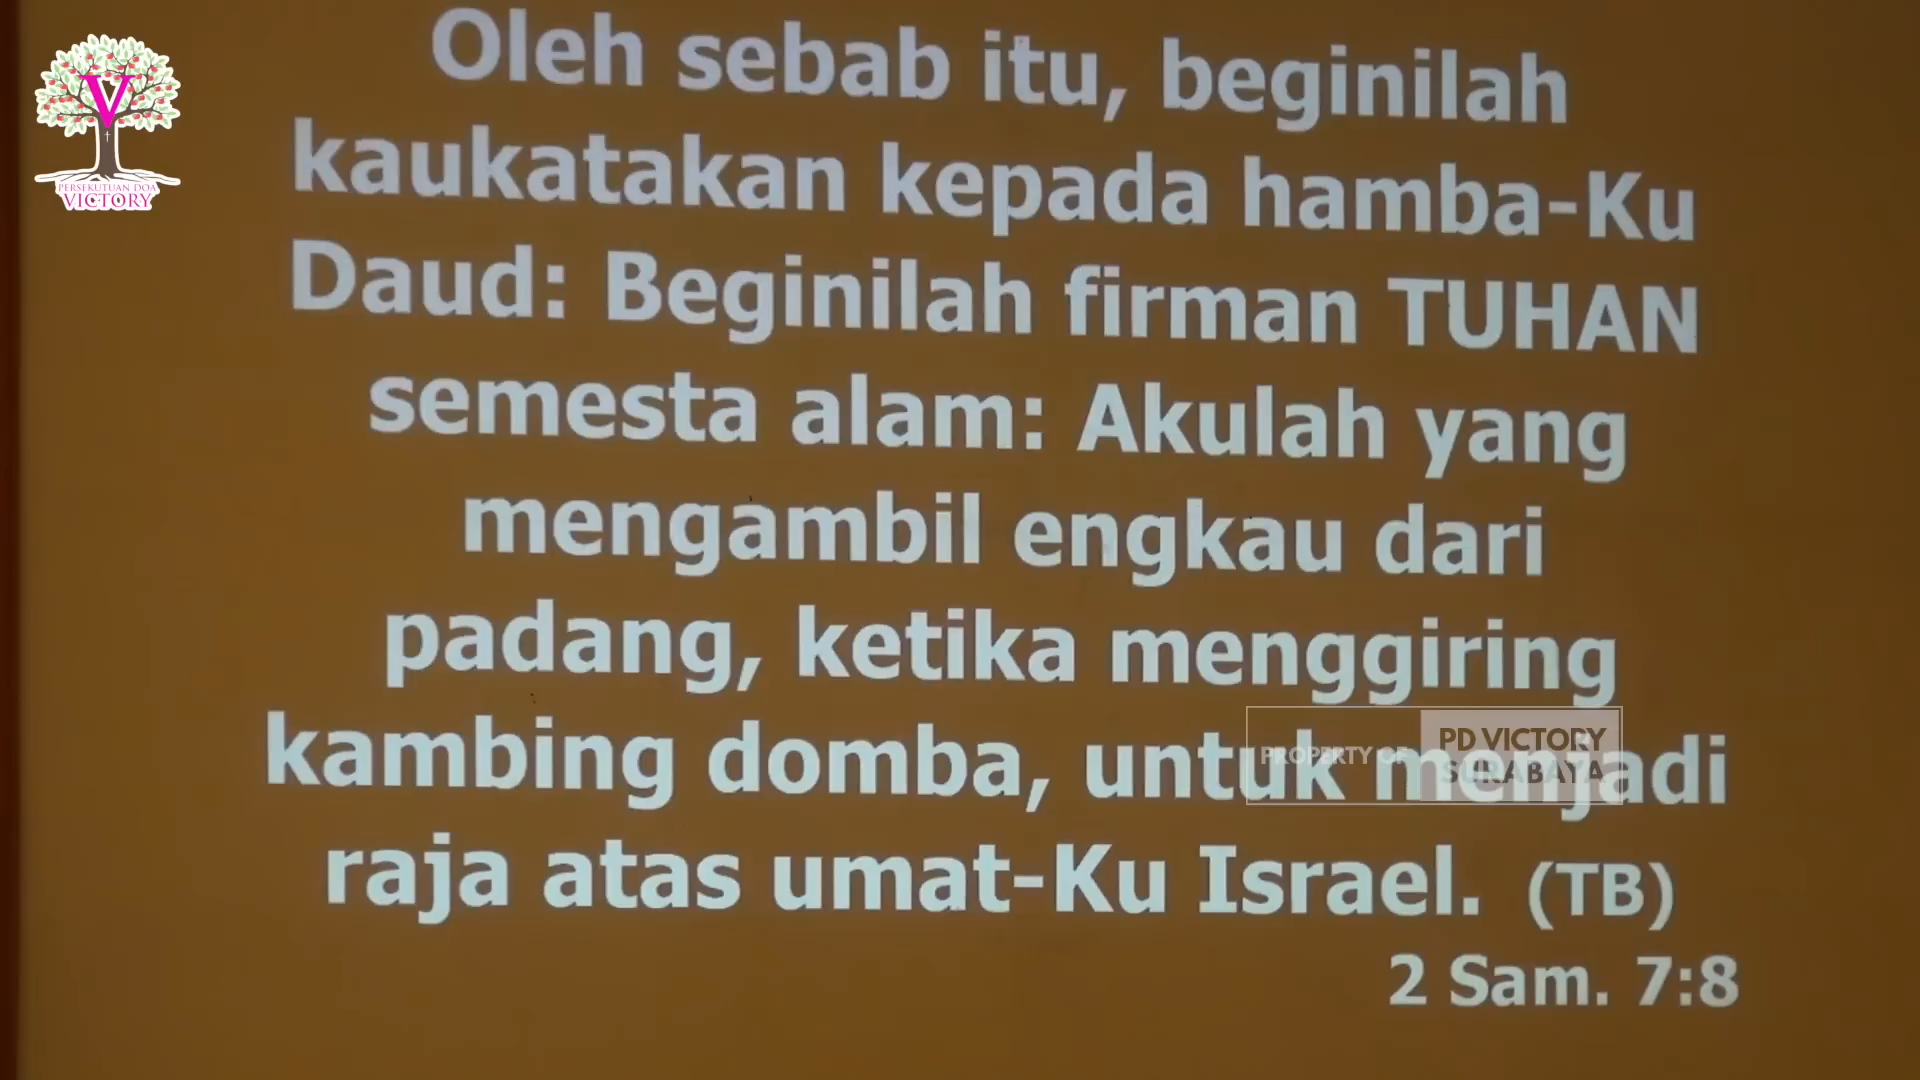 Oleh sebab itu, beginilah
kaukatakan kepada hamba-Ku
Daud: Beginilah firman TUHAN
semesta alam: Akulah yang
mengambil engkau dari
padang, ketika menggiring
kambing domba, untuk menjadi
raja atas umat-Ku Israel. (TB)
2 Sam. 7:8
V
PERSEKUTUAN DOA
VICTORY
PROPERTY OF
PD VICTORY
SURABAYA